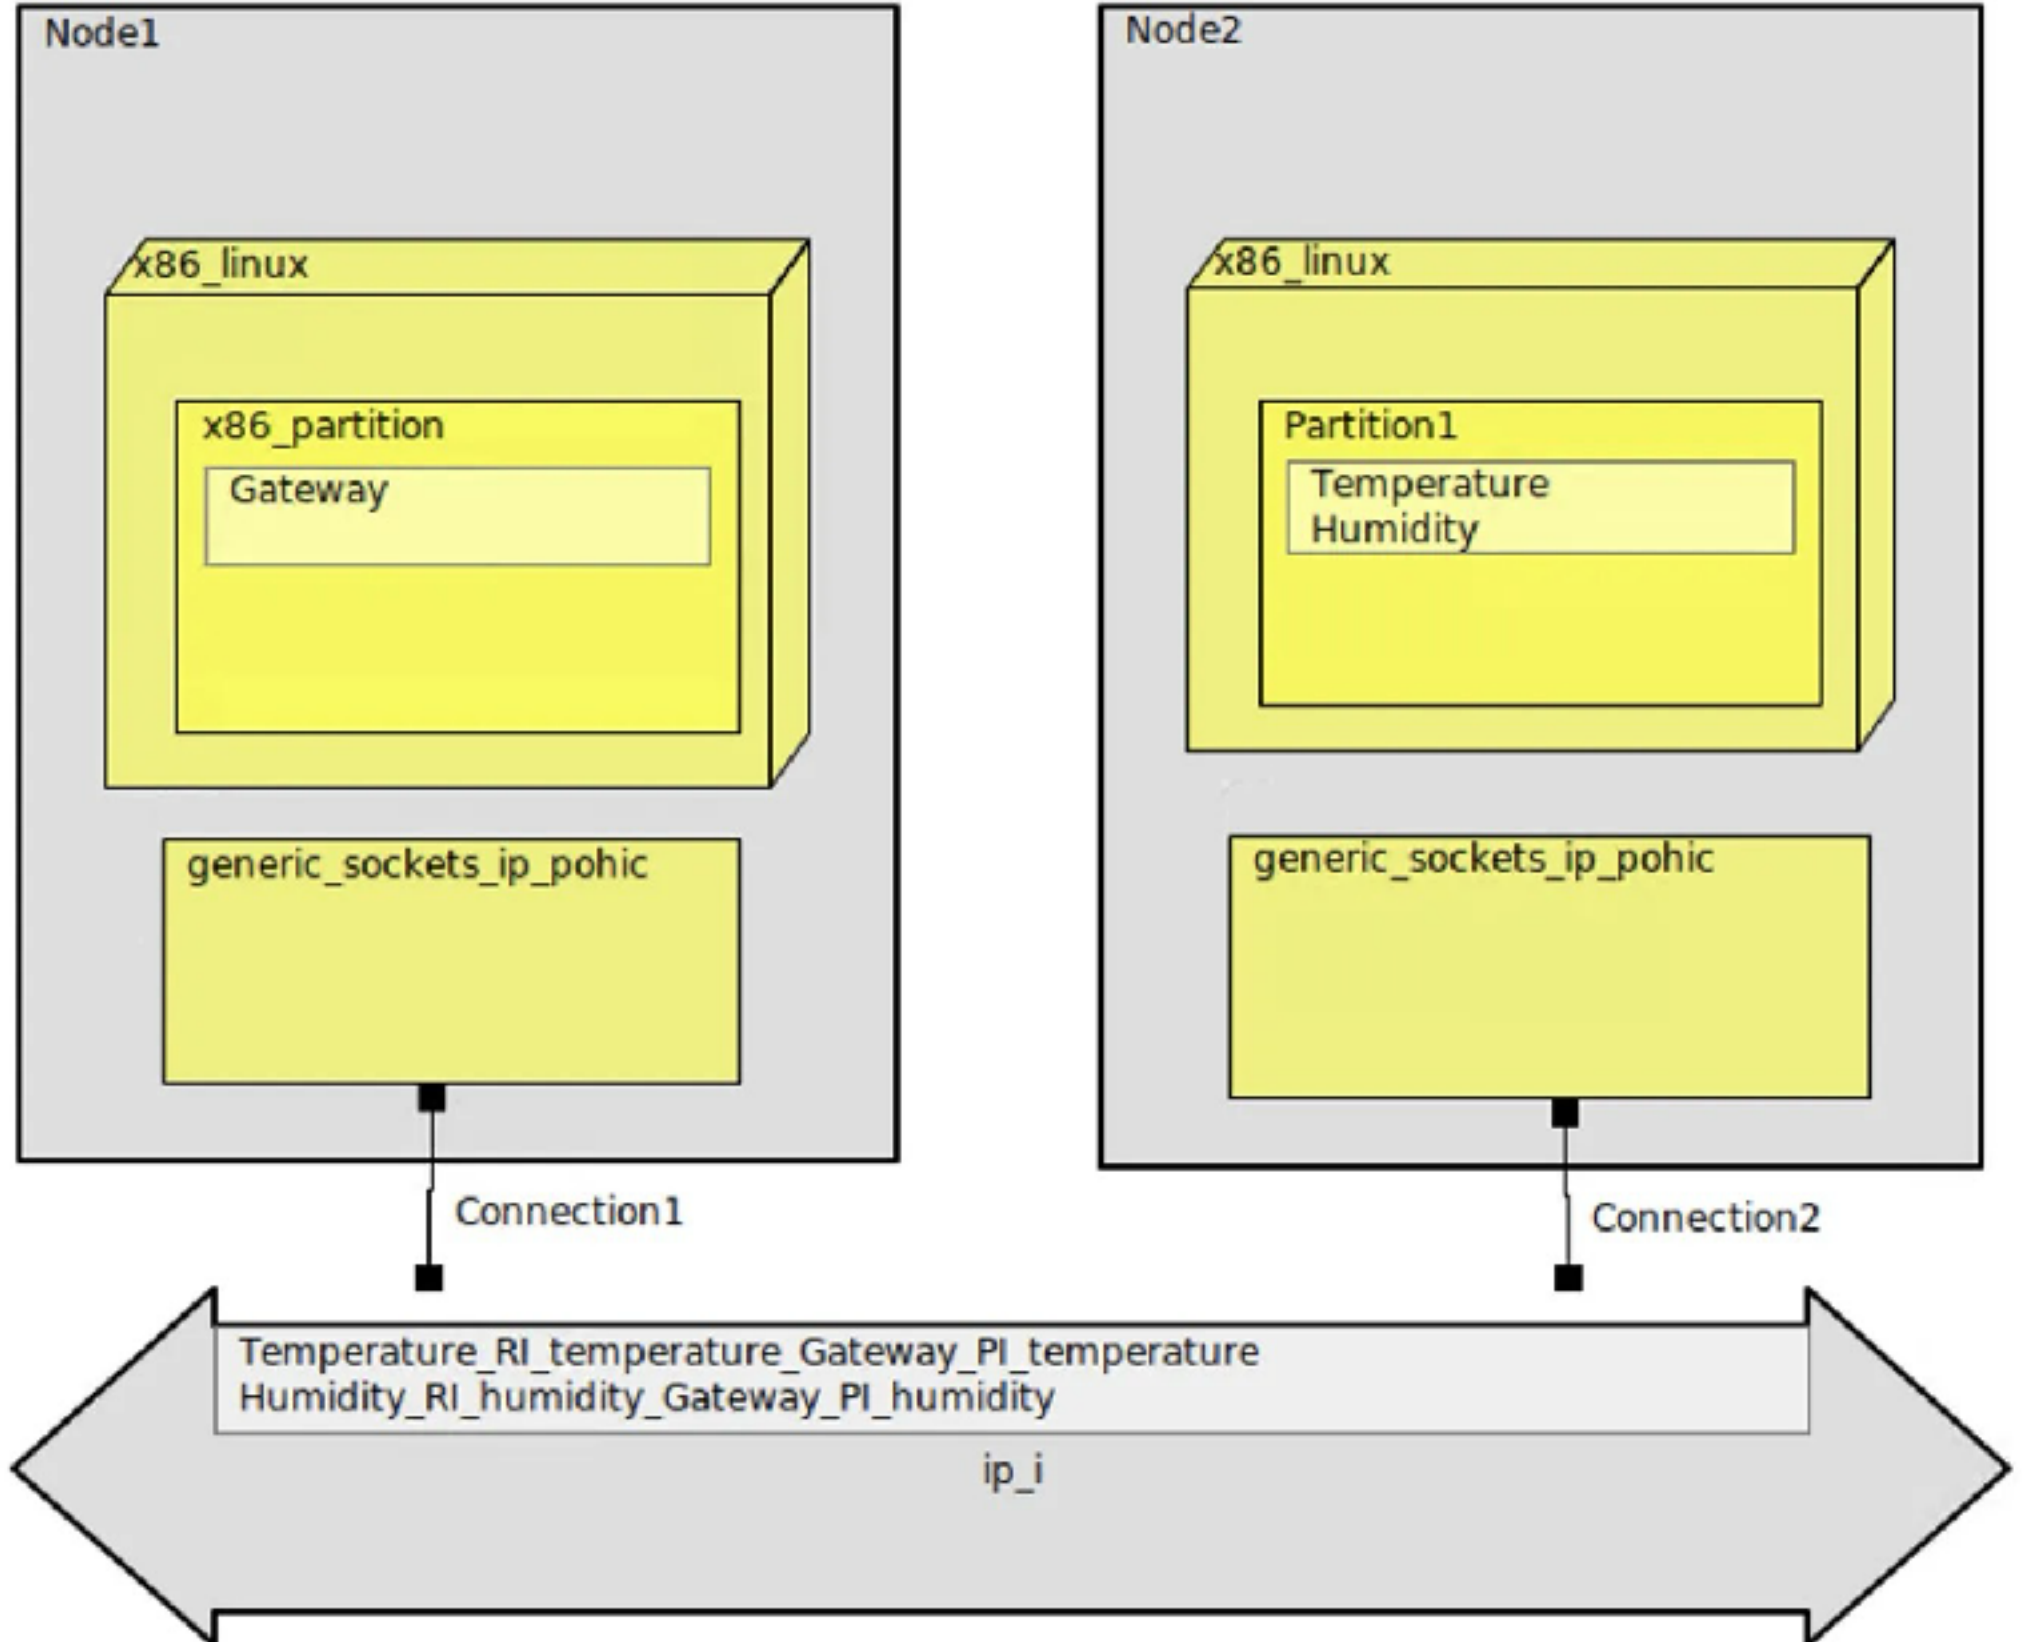 Node1
x86_linux
x86_partition
Gateway
generic_sockets_ip_pohic
Connection1
Node2
x86_linux
Partition1
Temperature
Humidity
generic_sockets_ip_pohic
Connection2
Temperature_RI_temperature_Gateway_PI_temperature
Humidity_RI_humidity_Gateway_PI_humidity
ip_i